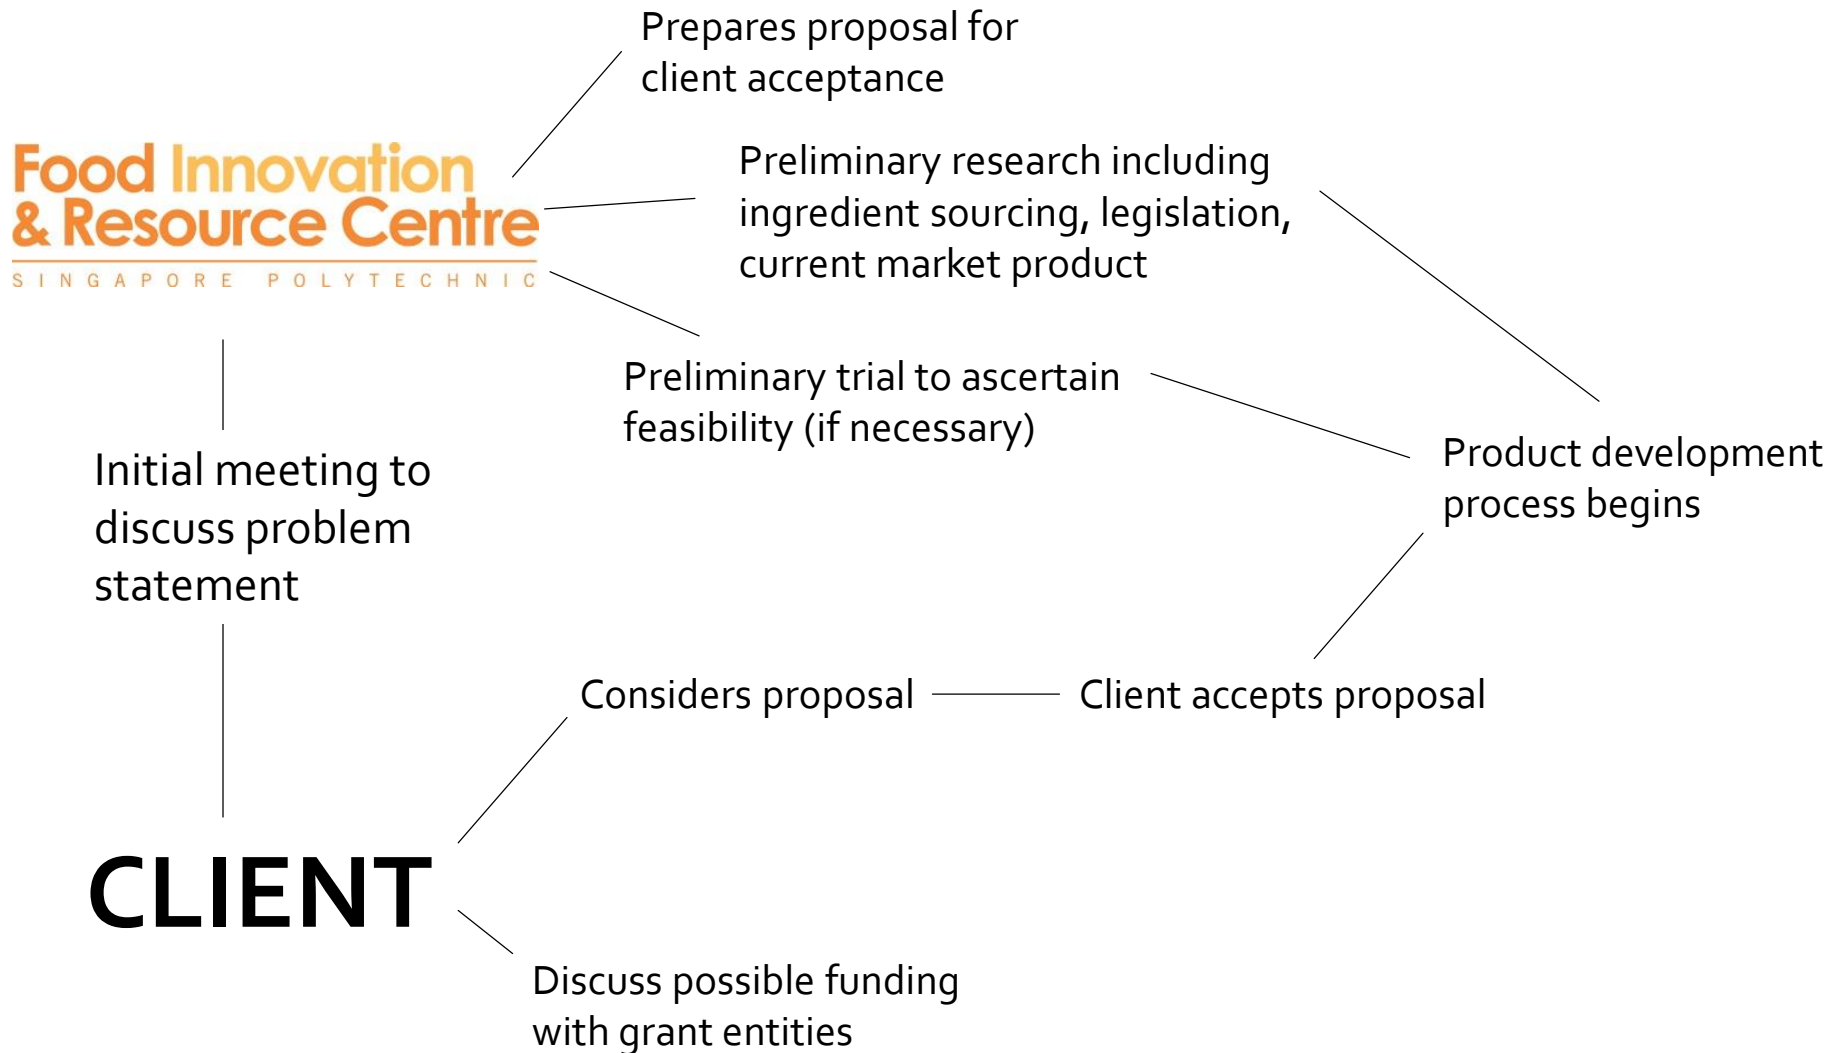 Prepares proposal for
client acceptance
Food Innovation
& Resource Centre
SINGAPORE POLYTECHNIC
Preliminary research including
ingredient sourcing, legislation,
current market product
Preliminary trial to ascertain
feasibility (if necessary)
Initial meeting to
discuss problem
statement
Product development
process begins
Considers proposal
Client accepts proposal
CLIENT
Discuss possible funding
with grant entities